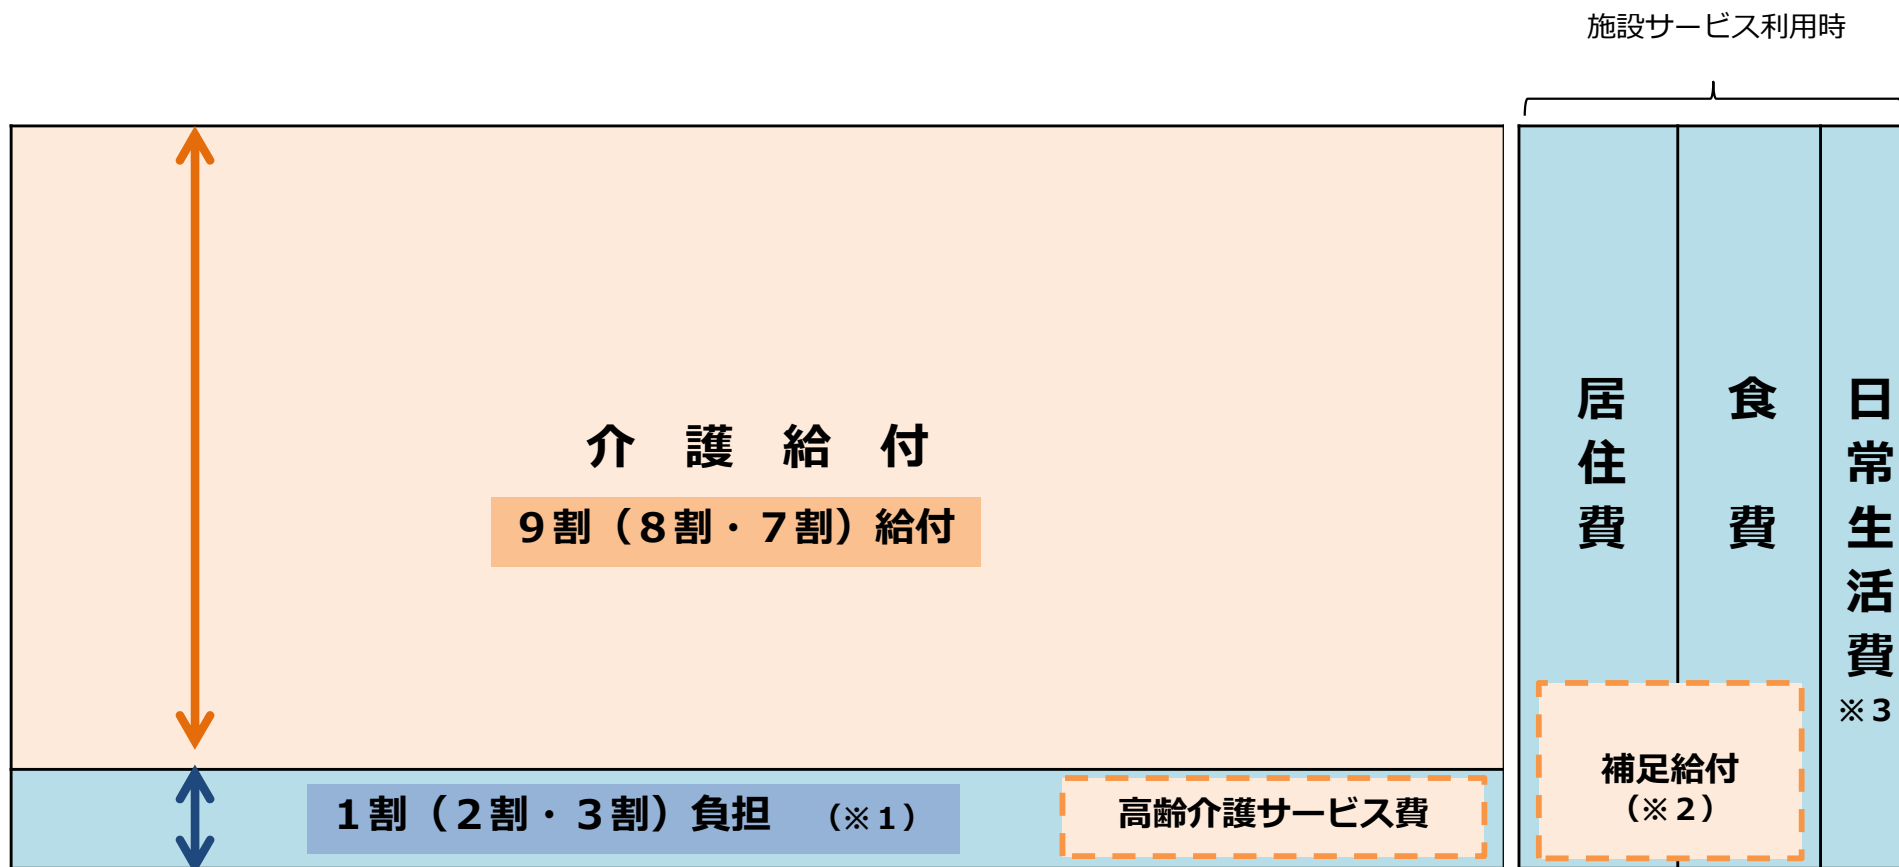 施設サービス利用時
介護給付
９割（８割・７割）給付
１割（２割・３割）負担 （※１）
高齢介護サービス費
居住費
食費
日常生活費
※３
補足給付
（※２）